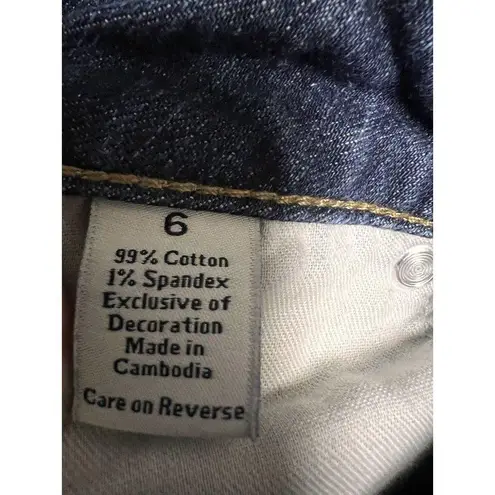 6
99% Cotton
1% Spandex
Exclusive of
Decoration
Made in
Cambodia
Care on Reverse